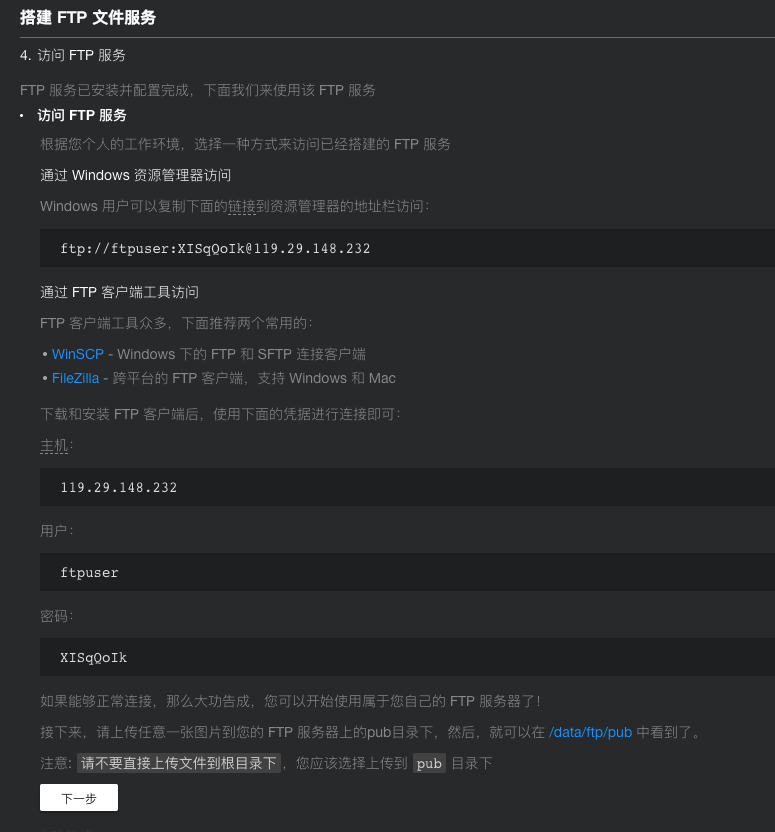 搭建 FTP 文件服务
4. 访问 FTP 服务
FTP 服务已安装并配置完成，下面我们来使用该 FTP 服务
• 访问 FTP 服务
根据您个人的工作环境，选择一种方式来访问已经搭建的 FTP 服务
通过 Windows 资源管理器访问
Windows 用户可以复制下面的链接到资源管理器的地址栏访问：
ftp://ftpuser:XISqQoIk@119.29.148.232
通过 FTP 客户端工具访问
FTP 客户端工具众多，下面推荐两个常用的：
• WinSCP - Windows 下的 FTP 和 SFTP 连接客户端
• FileZilla - 跨平台的 FTP 客户端，支持 Windows 和 Mac
下载和安装 FTP 客户端后，使用下面的凭据进行连接即可：
主机：
119.29.148.232
用户：
ftpuser
密码：
XISqQoIk
如果能够正常连接，那么大功告成，您可以开始使用属于您自己的 FTP 服务器了！
接下来，请上传任意一张图片到您的 FTP 服务器上的pub目录下，然后，就可以在 /data/ftp/pub 中看到了。
注意: 请不要直接上传文件到根目录下，您应该选择上传到 pub 目录下
下一步